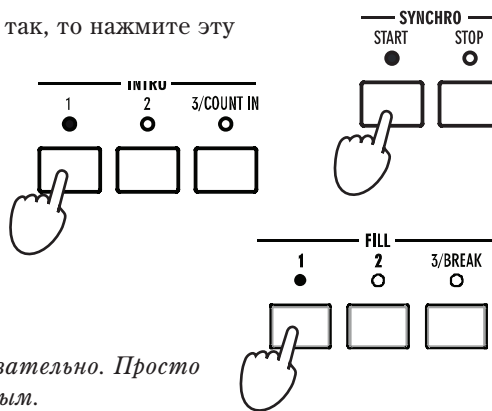 так, то нажмите эту
SYNCHRO
START STOP
INTRO
1 2 3/COUNT IN
FILL
1 2 3/BREAK
зательно. Просто
ым.